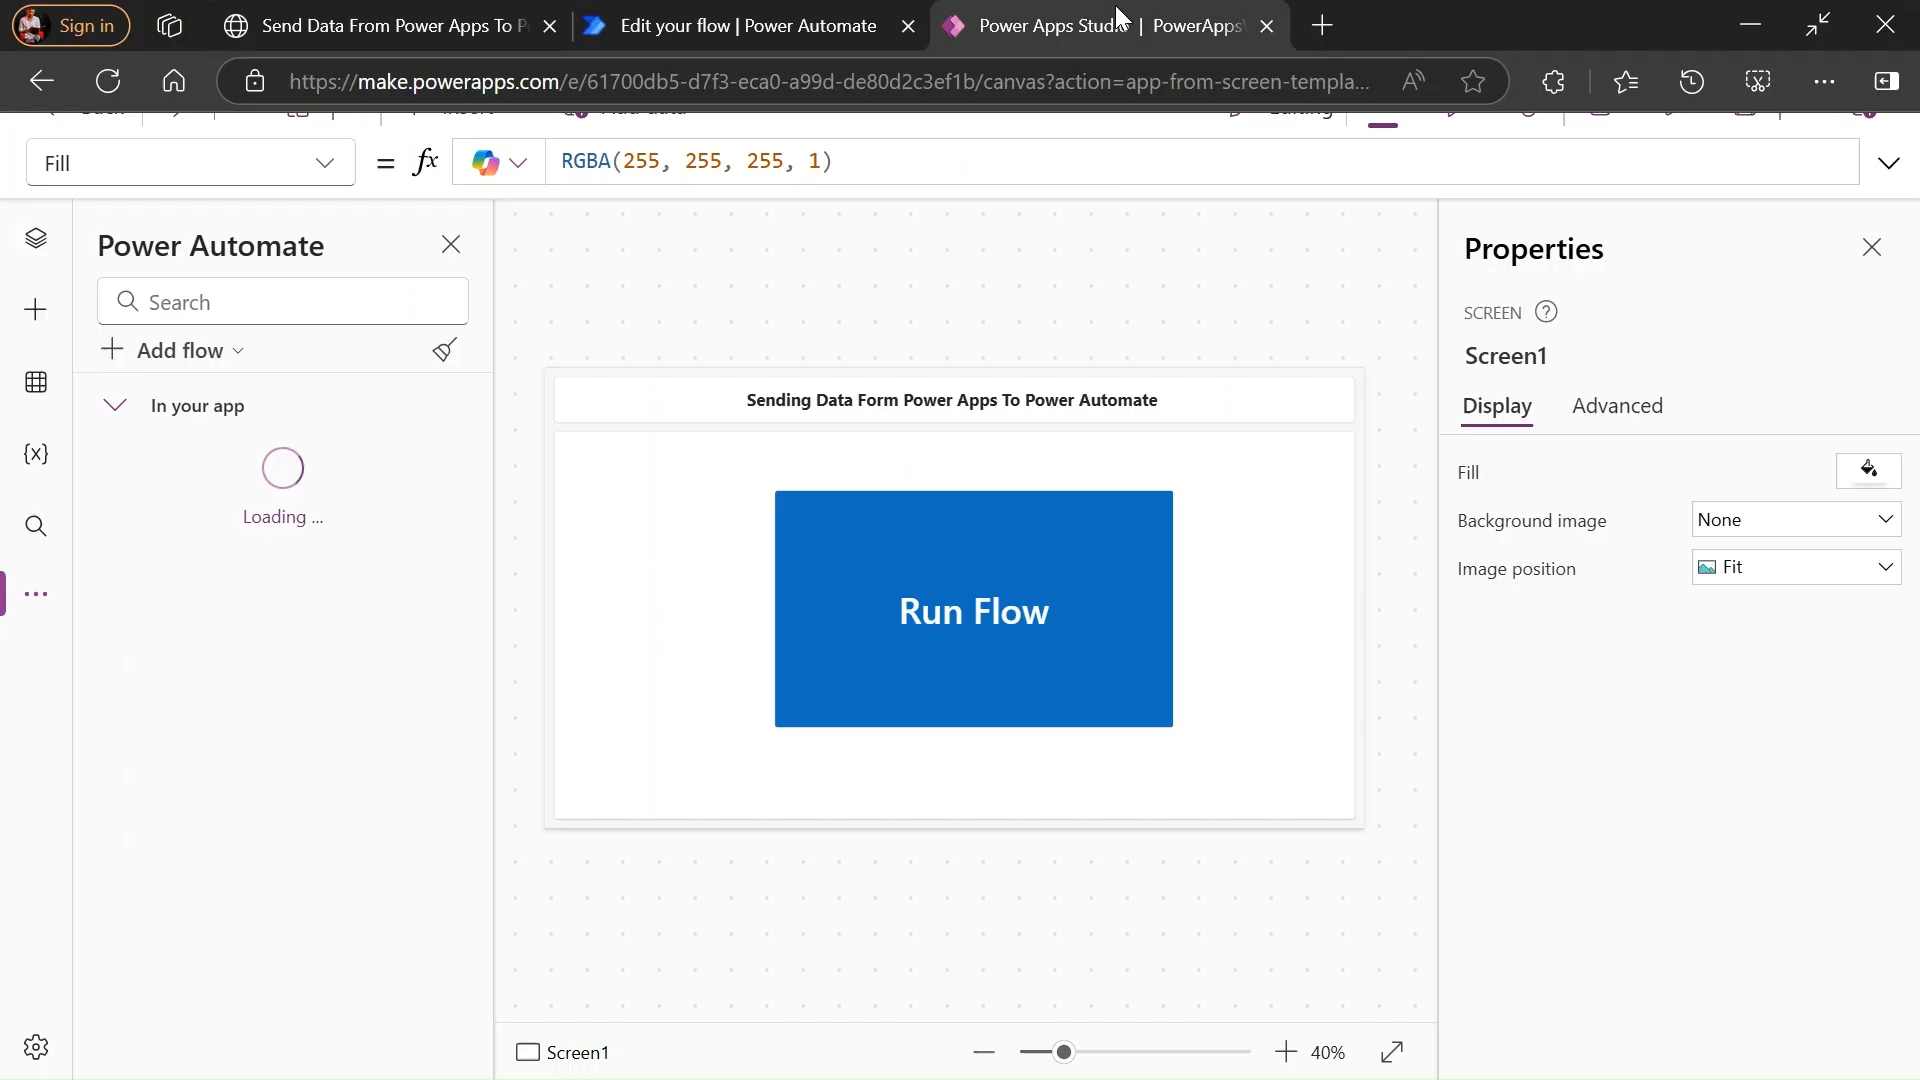 Sign in
Send Data From Power Apps To P
Edit your flow | Power Automate
Power Apps Stud | PowerApps
https://make.powerapps.com/e/61700db5-d7f3-eca0-a99d-de80d2c3ef1b/canvas?action=app-from-screen-templa...
Fill
= fx
RGBA(255, 255, 255, 1)
Power Automate
Search
Add flow
In your app
Loading ...
Sending Data Form Power Apps To Power Automate
Run Flow
Properties
SCREEN
Screen1
Display
Advanced
Fill
Background image
None
Image position
Fit
Screen1
40%